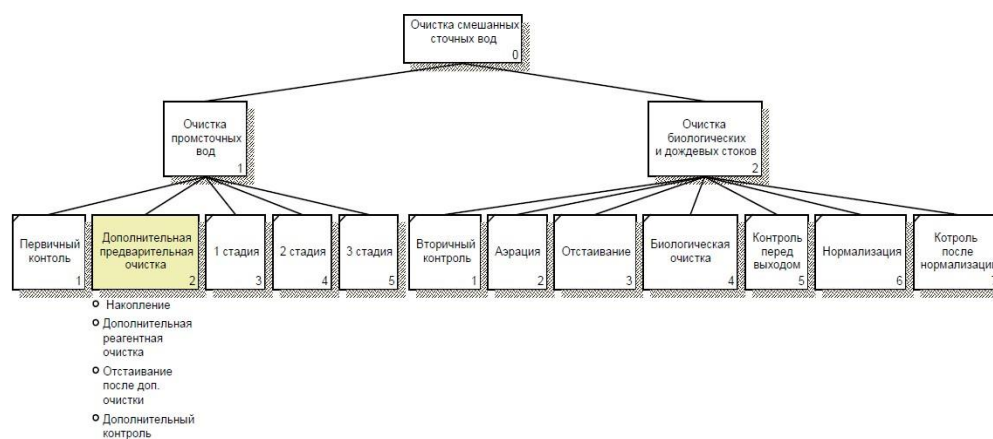 Очистка смешанных
сточных вод
0
Очистка
промсточных
вод
1
Очистка
биологических
и дождевых стоков
2
Первичный
контоль
1
Дополнительная
предварительная
очистка
2
1 стадия
3
2 стадия
4
3 стадия
5
Вторичный
контроль
1
Аэрация
2
Отстаивание
3
Биологическая
очистка
4
Контроль
перед
выходом
5
Нормализация
6
Котроль
после
нормализации
7
Накопление
Дополнительная
реагентная
очистка
Отстаивание
после доп.
очистки
Дополнительный
контроль